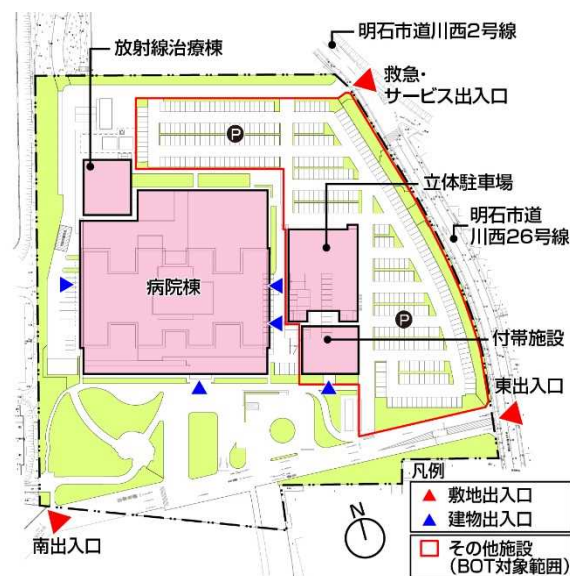 放射線治療棟
明石市道川西2号線
救急・
サービス出入口
P
立体駐車場
明石市道
川西26号線
病院棟
P
付帯施設
東出入口
南出入口
N
凡例
敷地出入口
建物出入口
その他施設
(BOT対象範囲)